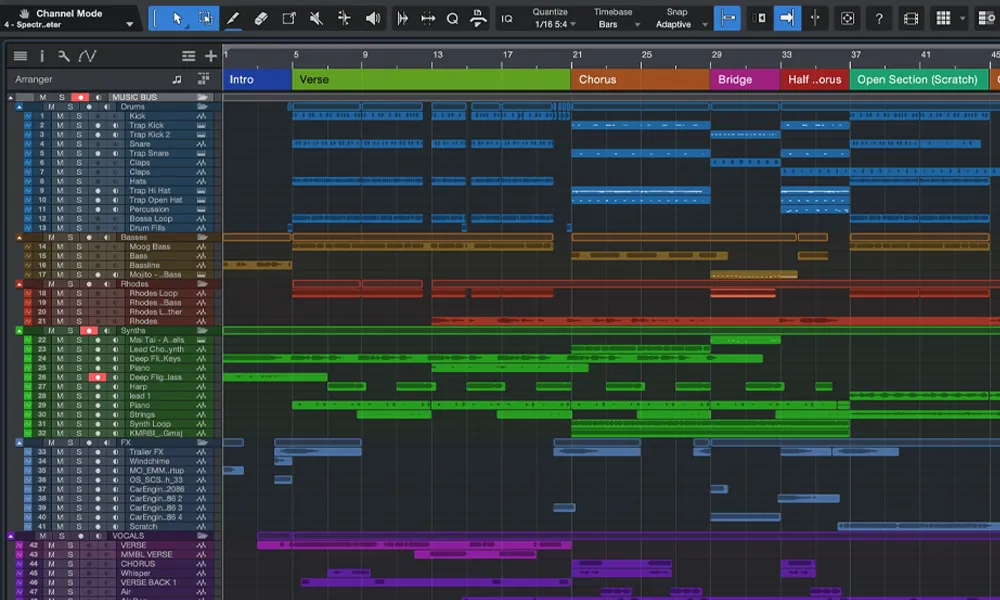 Channel Mode
4 - Spectr...eter
IQ
Quantize
1/16 5:4
Timebase
Bars
Snap
Adaptive
1 5 9 13 17 21 25 29 33 37 41 45
Arranger
Intro Verse Chorus Bridge Half ..orus Open Section (Scratch)
M S MUSIC BUS
M S Drums
1 M S Kick
2 M S Trap Kick
3 M S Trap Kick 2
4 M S Snare
5 M S Trap Snare
6 M S Claps
7 M S Claps
8 M S Hats
9 M S Trap Hi Hat
10 M S Trap Open Hat
11 M S Percussion
12 M S Bossa Loop
13 M S Drum Fills
M S Basses
14 M S Moog Bass
15 M S Bass
16 M S Bassline
17 M S Mojito - ..Bass
M S Rhodes
18 M S Rhodes Loop
19 M S Rhodes ..Bass
20 M S Rhodes L..ther
21 M S Rhodes
M S Synths
22 M S Mai Tai - A..ells
23 M S Lead Cho..ynth
24 M S Deep Fli...Keys
25 M S Piano
26 M S Deep Flig..lass
27 M S Harp
28 M S lead 1
29 M S Piano
30 M S Strings
31 M S Synth Loop
32 M S KMRBI_..Gmaj
M S FX
33 M S Trailer FX
34 M S Windchime
35 M S MO_EMM..rtup
36 M S OS_SCS..h_33
37 M S CarEngin..2086
38 M S CarEngin..86 2
39 M S CarEngin..86 3
40 M S CarEngin..86 4
41 M S Scratch
M S VOCALS
42 M S VERSE
43 M S MMBL VERSE
44 M S CHORUS
45 M S Whisper
46 M S VERSE BACK 1
47 M S Air